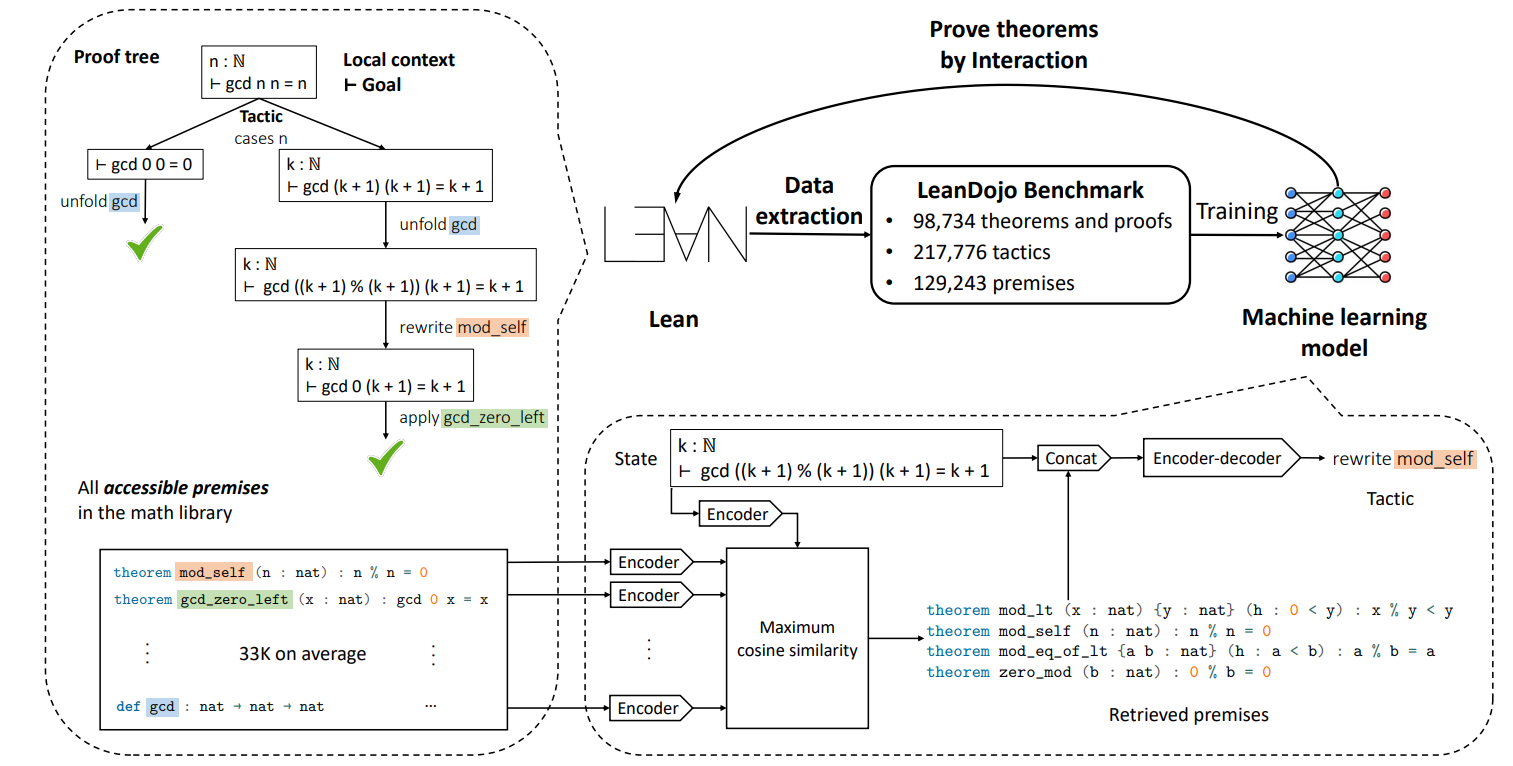 Proof tree
n : ℕ
⊢ gcd n n = n
Local context
⊢ Goal
Tactic
cases n
⊢ gcd 0 0 = 0
k : ℕ
⊢ gcd (k + 1) (k + 1) = k + 1
unfold gcd
unfold gcd
k : ℕ
⊢ gcd ((k + 1) % (k + 1)) (k + 1) = k + 1
rewrite mod_self
k : ℕ
⊢ gcd 0 (k + 1) = k + 1
apply gcd_zero_left
All accessible premises
in the math library
theorem mod_self (n : nat) : n % n = 0
theorem gcd_zero_left (x : nat) : gcd 0 x = x
⋮ 33K on average ⋮
def gcd : nat → nat → nat ...
Prove theorems
by Interaction
LEAN
Lean
Data
extraction
LeanDojo Benchmark
• 98,734 theorems and proofs
• 217,776 tactics
• 129,243 premises
Training
Machine learning
model
State
k : ℕ
⊢ gcd ((k + 1) % (k + 1)) (k + 1) = k + 1
Concat
Encoder-decoder
rewrite mod_self
Tactic
Encoder
Encoder
Encoder
⋮
Encoder
Maximum
cosine similarity
theorem mod_lt (x : nat) {y : nat} (h : 0 < y) : x % y < y
theorem mod_self (n : nat) : n % n = 0
theorem mod_eq_of_lt {a b : nat} (h : a < b) : a % b = a
theorem zero_mod (b : nat) : 0 % b = 0
Retrieved premises